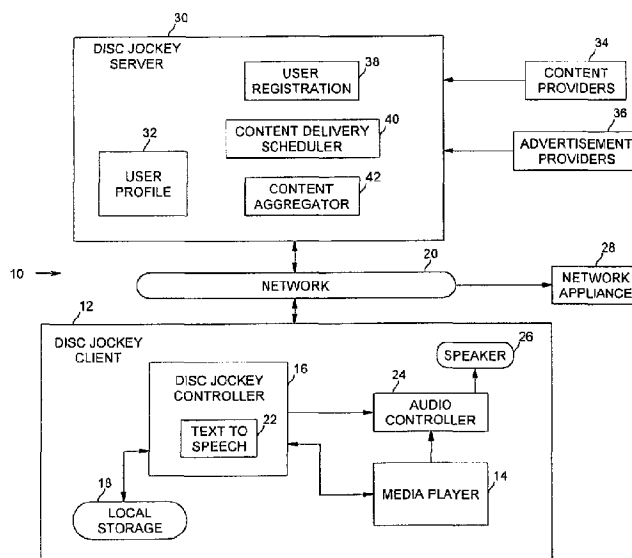 30
DISC JOCKEY
SERVER
USER
REGISTRATION
38
34
CONTENT
PROVIDERS
32
USER
PROFILE
CONTENT DELIVERY
SCHEDULER
40
36
ADVERTISEMENT
PROVIDERS
CONTENT
AGGREGATOR
42
10
NETWORK
20
28
NETWORK
APPLIANCE
12
DISC JOCKEY
CLIENT
DISC JOCKEY
CONTROLLER
16
TEXT TO
SPEECH
22
24
AUDIO
CONTROLLER
SPEAKER
26
18
LOCAL
STORAGE
MEDIA PLAYER
14